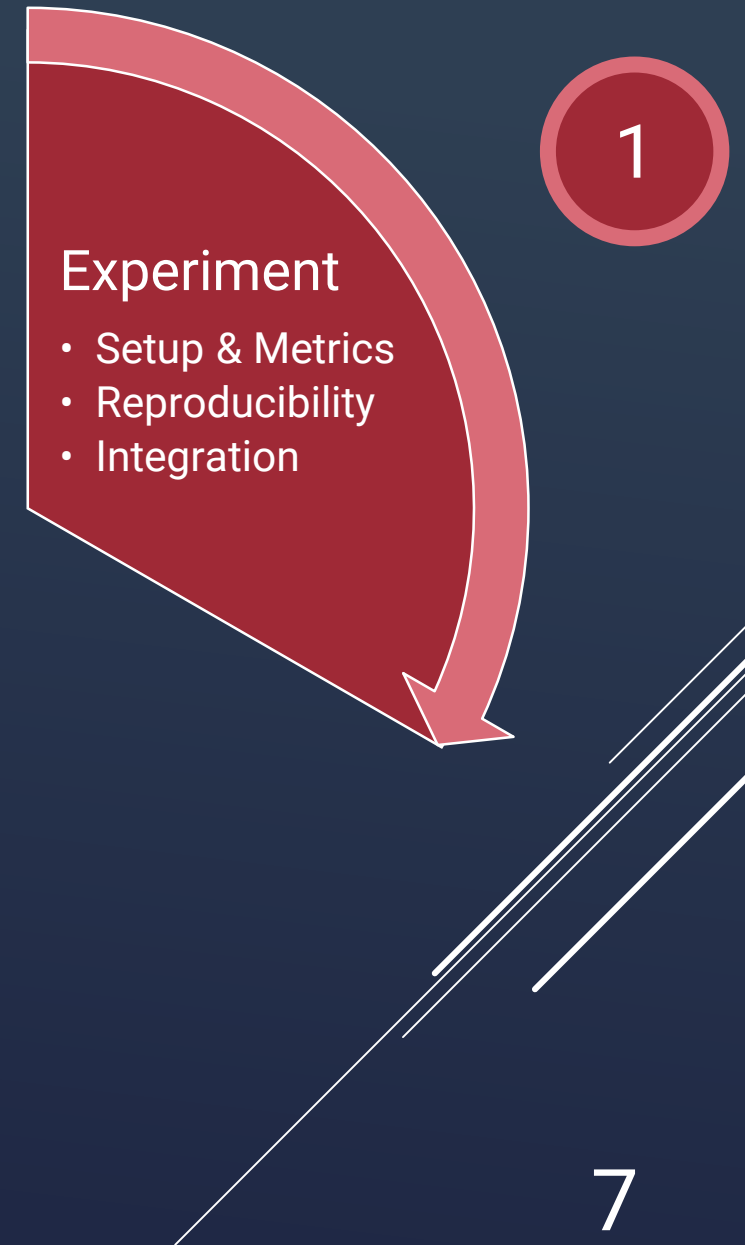 1
Experiment
• Setup & Metrics
• Reproducibility
• Integration
7